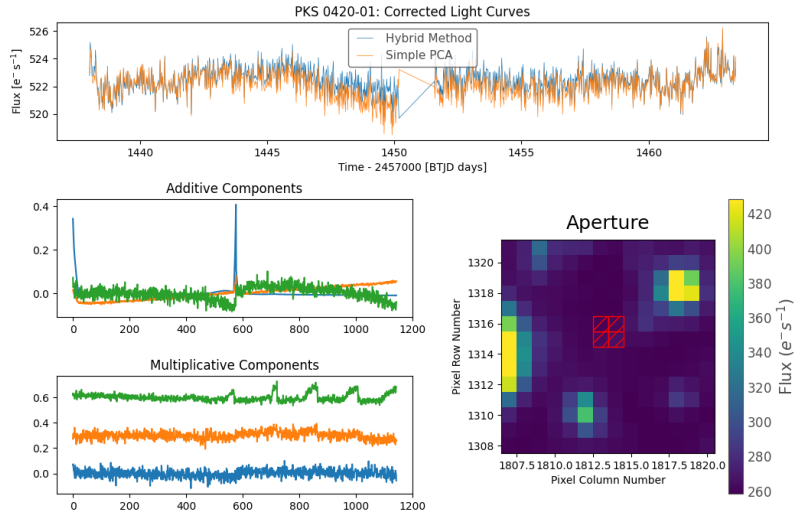 PKS 0420-01: Corrected Light Curves
Flux [e⁻ s⁻¹]
526
524
522
520
Hybrid Method
Simple PCA
1440 1445 1450 1455 1460
Time - 2457000 [BTJD days]
Additive Components
0.4
0.2
0.0
0 200 400 600 800 1000 1200
Multiplicative Components
0.6
0.4
0.2
0.0
0 200 400 600 800 1000 1200
Aperture
Pixel Row Number
1320
1318
1316
1314
1312
1310
1308
1807.5 1810.0 1812.5 1815.0 1817.5 1820.0
Pixel Column Number
420
400
380
360
340
320
300
280
260
Flux (e⁻s⁻¹)